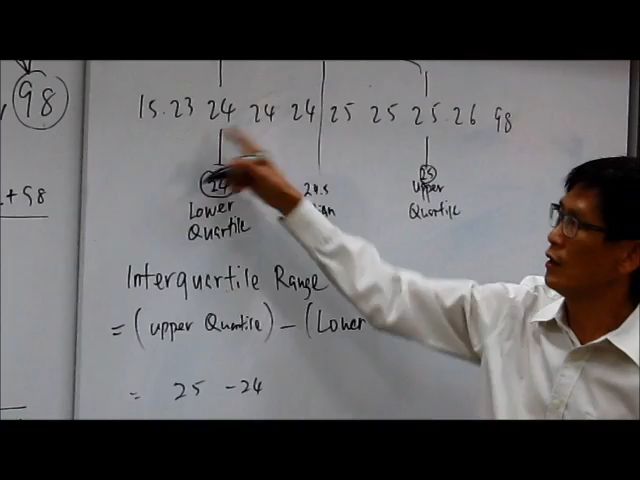 98
+98
15 23 24 24 24 25 25 25 26 98
24 24.5 25
Lower Upper
Quartile Quartile
Interquartile Range
= (upper Quartile) - (Lower
= 25 - 24